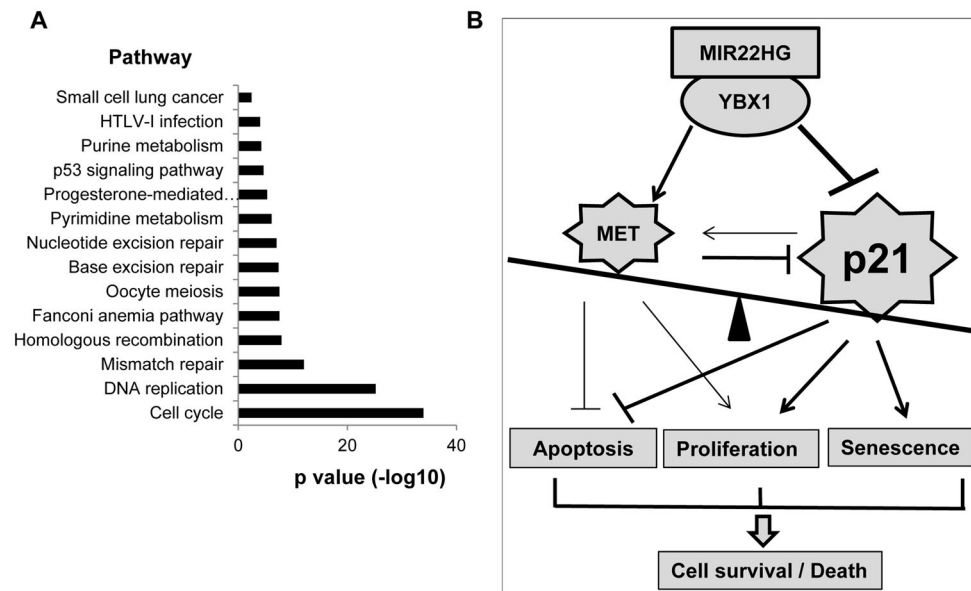 A
Pathway
Small cell lung cancer
HTLV-I infection
Purine metabolism
p53 signaling pathway
Progesterone-mediated…
Pyrimidine metabolism
Nucleotide excision repair
Base excision repair
Oocyte meiosis
Fanconi anemia pathway
Homologous recombination
Mismatch repair
DNA replication
Cell cycle
0 20 40
p value (-log10)
B
MIR22HG
YBX1
MET
p21
Apoptosis Proliferation Senescence
Cell survival / Death